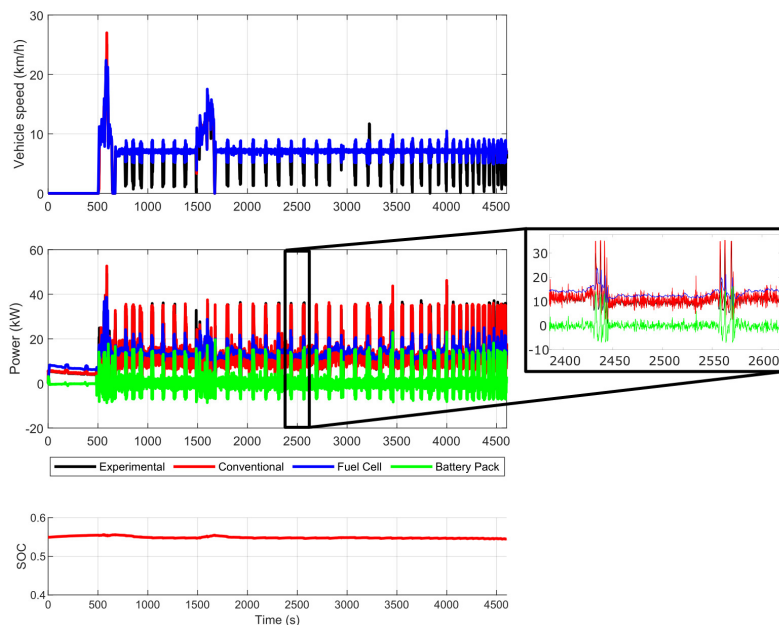 30
20
10
0
Vehicle speed (km/h)
0 500 1000 1150 1500 2000 2500 3000 3500 4000 4500
60
40
20
0
-20
Power (kW)
0 500 1000 1150 1500 2000 2500 3000 3500 4000 4500
30
20
10
0
-10
2400 2450 2500 2550 2600
Experimental Conventional Fuel Cell Battery Pack
0.6
0.5
0.4
SOC
0 500 1000 1150 1500 2000 2500 3000 3500 4000 4500
Time (s)